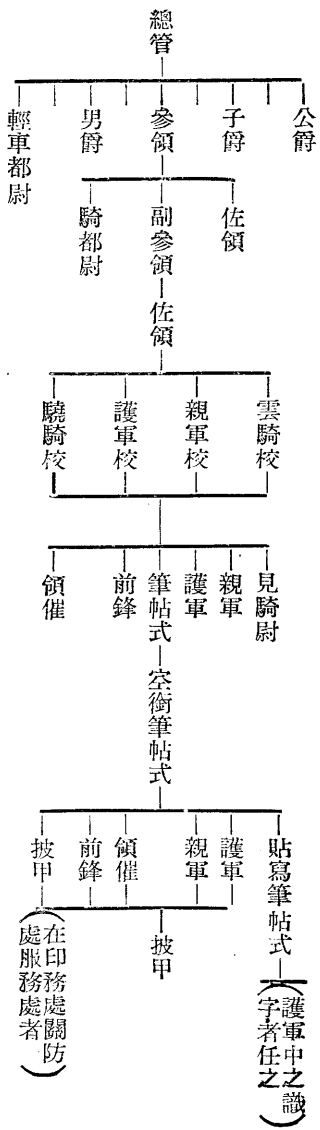 總管
公爵
子爵
參領
男爵
輕車都尉
佐領
副參領
騎都尉
佐領
雲騎校
親軍校
護軍校
驍騎校
見騎尉
親軍
護軍
筆帖式
前鋒
領催
空銜筆帖式
貼寫筆帖式
護軍
親軍
領催
前鋒
披甲
(護軍中之識
字者任之)
披甲
(在印務處關防
處服務處者)